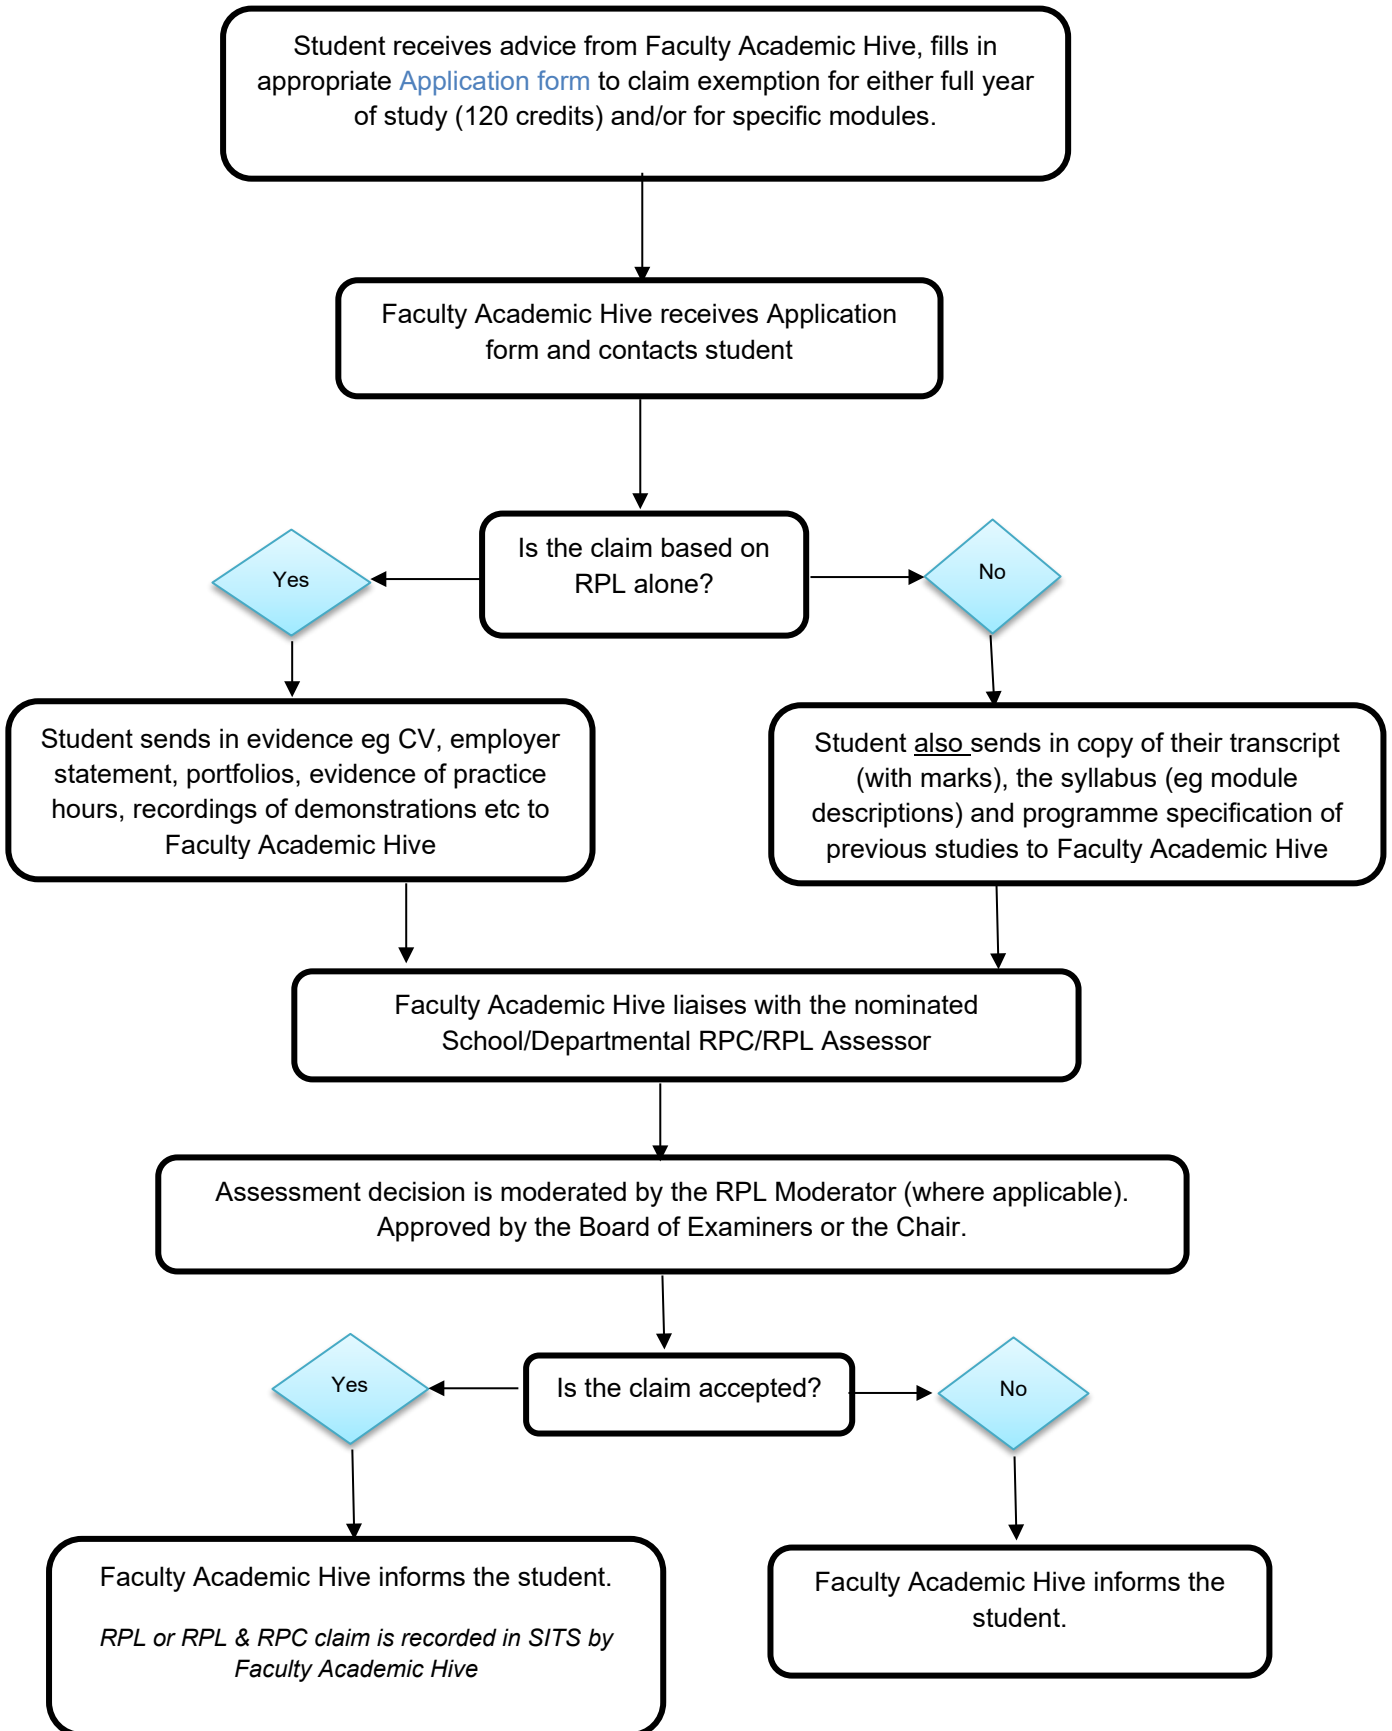 Student receives advice from Faculty Academic Hive, fills in
appropriate Application form to claim exemption for either full year
of study (120 credits) and/or for specific modules.
Faculty Academic Hive receives Application
form and contacts student
Is the claim based on
RPL alone?
Yes
No
Student sends in evidence eg CV, employer
statement, portfolios, evidence of practice
hours, recordings of demonstrations etc to
Faculty Academic Hive
Student also sends in copy of their transcript
(with marks), the syllabus (eg module
descriptions) and programme specification of
previous studies to Faculty Academic Hive
Faculty Academic Hive liaises with the nominated
School/Departmental RPC/RPL Assessor
Assessment decision is moderated by the RPL Moderator (where applicable).
Approved by the Board of Examiners or the Chair.
Is the claim accepted?
Yes
No
Faculty Academic Hive informs the student.
RPL or RPL & RPC claim is recorded in SITS by
Faculty Academic Hive
Faculty Academic Hive informs the
student.